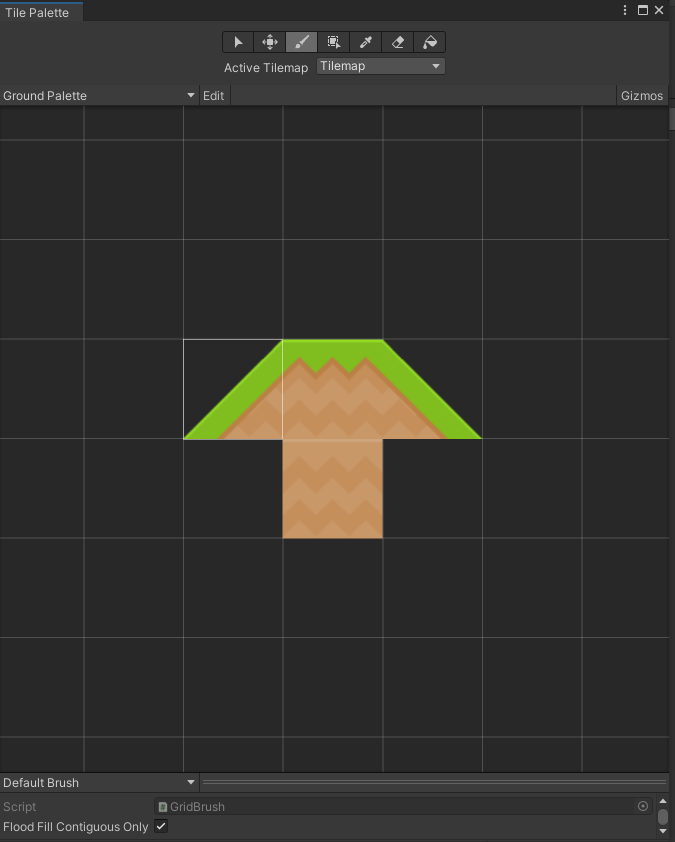 Tile Palette
Active Tilemap Tilemap
Ground Palette Edit Gizmos
Default Brush
Script GridBrush
Flood Fill Contiguous Only